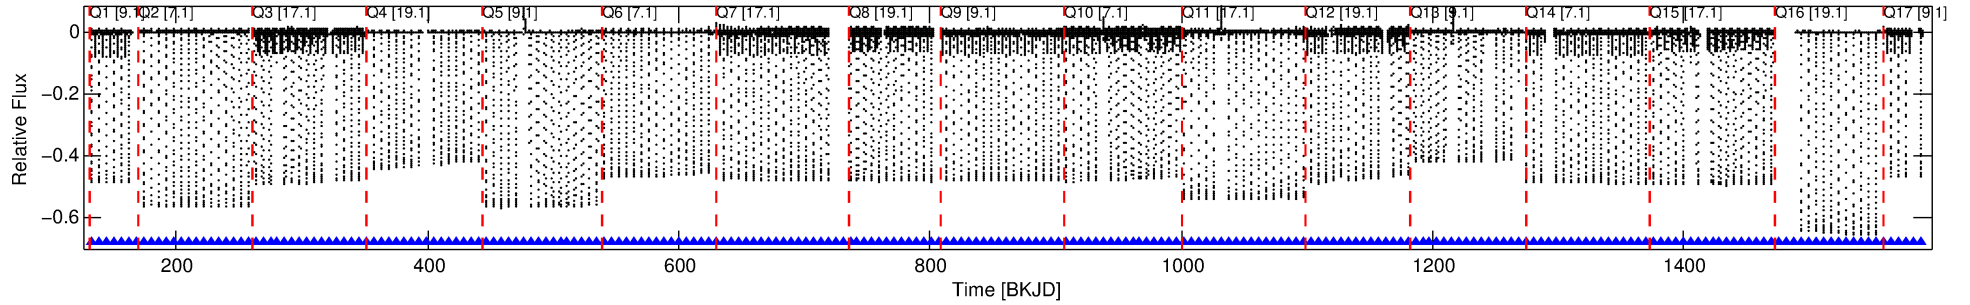 Q1 [9.1] Q2 [7.1] Q3 [17.1] Q4 [19.1] Q5 [9.1] Q6 [7.1] Q7 [17.1] Q8 [19.1] Q9 [9.1] Q10 [7.1] Q11 [17.1] Q12 [19.1] Q13 [9.1] Q14 [7.1] Q15 [17.1] Q16 [19.1] Q17 [9.1]
0
−0.2
−0.4
−0.6
Relative Flux
200 400 600 800 1000 1200 1400
Time [BKJD]